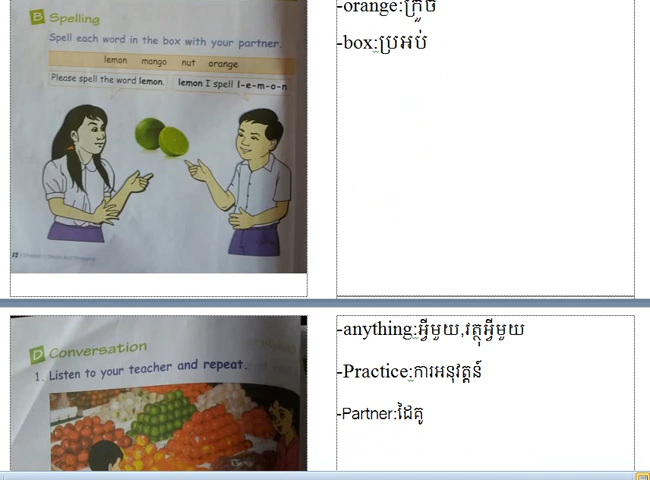 B Spelling
Spell each word in the box with your partner.
lemon mango nut orange
Please spell the word lemon. lemon I spell l-e-m-o-n
-orange:ក្រូច
-box:ប្រអប់
D Conversation
1. Listen to your teacher and repeat.
-anything:អ្វីមួយ,វត្ថុអ្វីមួយ
-Practice:ការអនុវត្តន៍
-Partner:ដៃគូ